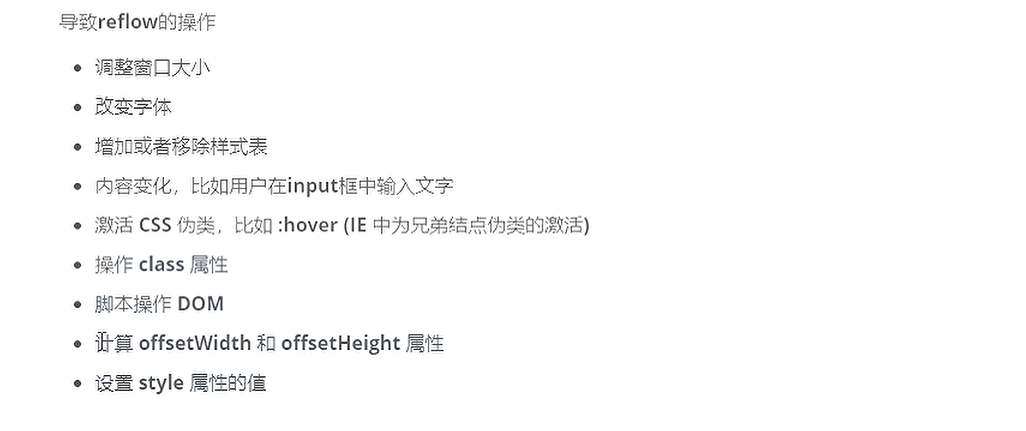 导致reflow的操作
调整窗口大小
改变字体
增加或者移除样式表
内容变化，比如用户在input框中输入文字
激活 CSS 伪类，比如 :hover (IE 中为兄弟结点伪类的激活)
操作 class 属性
脚本操作 DOM
计算 offsetWidth 和 offsetHeight 属性
设置 style 属性的值